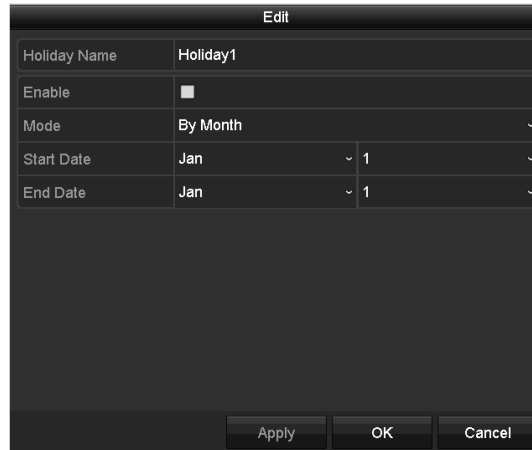 Edit
Holiday Name Holiday1
Enable
Mode By Month
Start Date Jan 1
End Date Jan 1
Apply OK Cancel